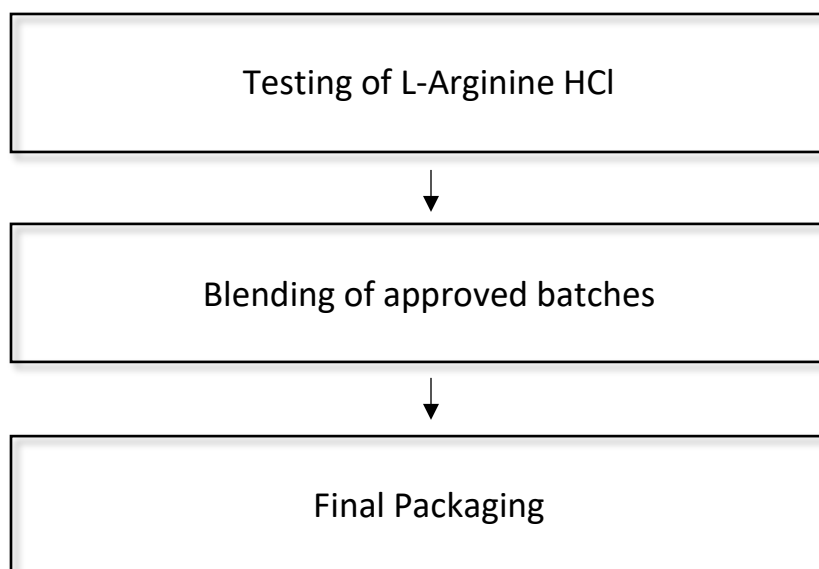 Testing of L-Arginine HCl
Blending of approved batches
Final Packaging